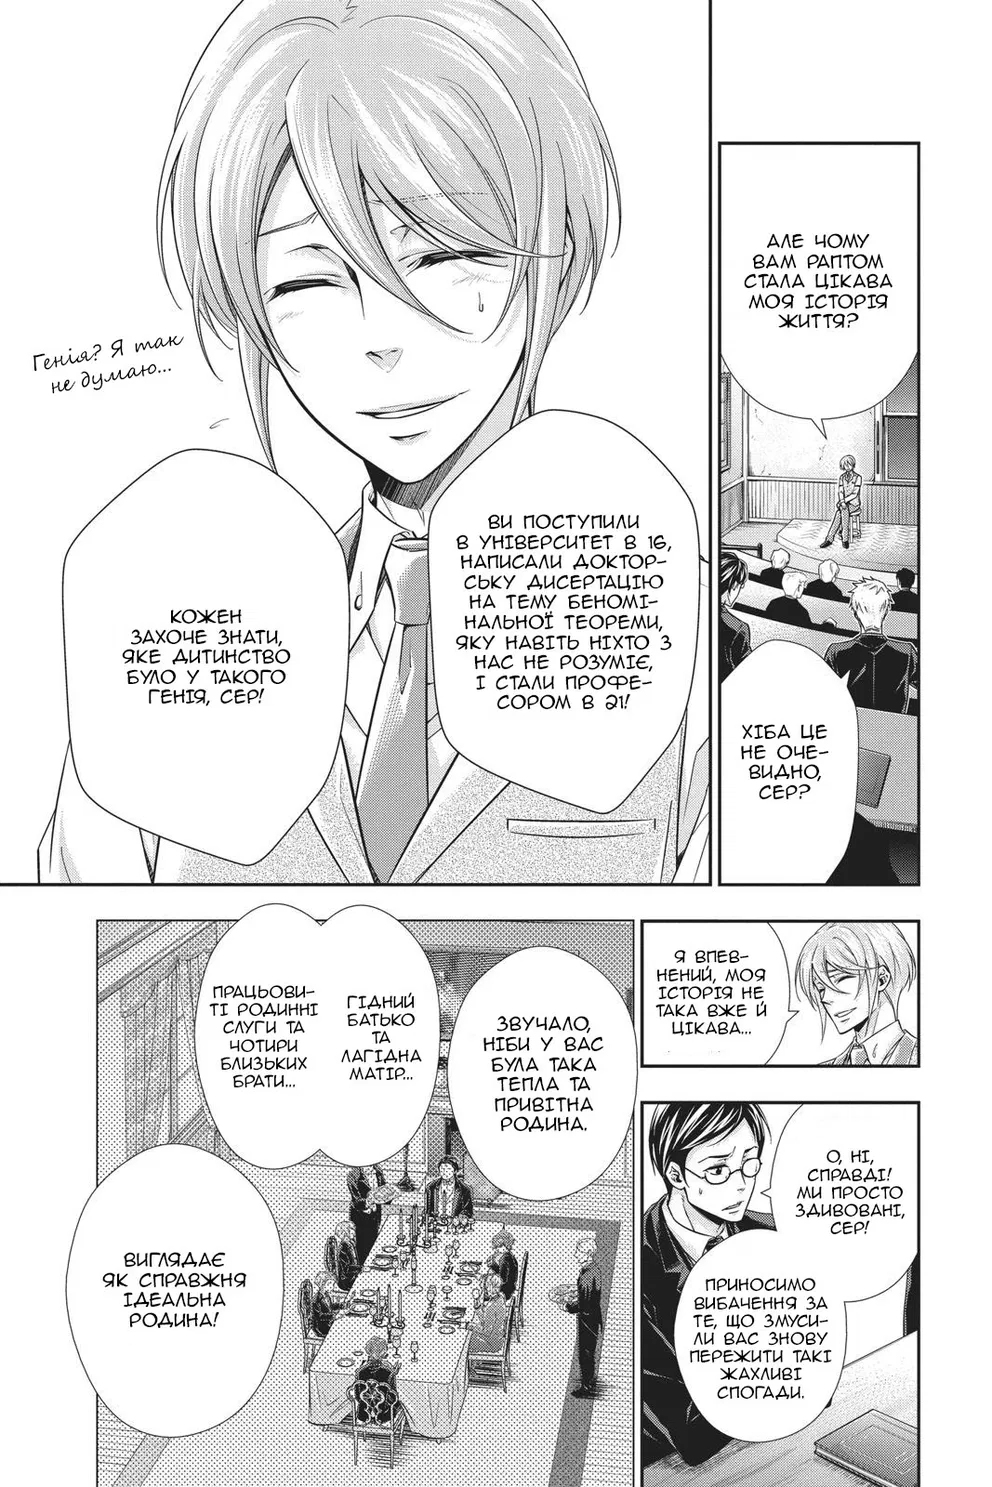 АЛЕ ЧОМУ
ВАМ РАПТОМ
СТАЛА ЦІКАВА
МОЯ ІСТОРІЯ
ЖИТТЯ?
ХІБА ЦЕ
НЕ ОЧЕ-
ВИДНО,
СЕР?
ВИ ПОСТУПИЛИ
В УНІВЕРСИТЕТ В 16,
НАПИСАЛИ ДОКТОР-
СЬКУ ДИСЕРТАЦІЮ
НА ТЕМУ БЕНОМІ-
НАЛЬНОЇ ТЕОРЕМИ,
ЯКУ НАВІТЬ НІХТО З
НАС НЕ РОЗУМІЄ,
І СТАЛИ ПРОФЕ-
СОРОМ В 21!
КОЖЕН
ЗАХОЧЕ ЗНАТИ,
ЯКЕ ДИТИНСТВО
БУЛО У ТАКОГО
ГЕНІЯ, СЕР!
Генія? Я так
не думаю...
Я ВПЕВ-
НЕНИЙ, МОЯ
ІСТОРІЯ НЕ
ТАКА ВЖЕ Й
ЦІКАВА...
О, НІ,
СПРАВДІ!
МИ ПРОСТО
ЗДИВОВАНІ,
СЕР!
ПРИНОСИМО
ВИБАЧЕННЯ ЗА
ТЕ, ЩО ЗМУСИ-
ЛИ ВАС ЗНОВУ
ПЕРЕЖИТИ ТАКІ
ЖАХЛИВІ
СПОГАДИ.
ЗВУЧАЛО,
НІБИ У ВАС
БУЛА ТАКА
ТЕПЛА ТА
ПРИВІТНА
РОДИНА.
ГІДНИЙ
БАТЬКО ТА
ЛАГІДНА
МАТІР...
ПРАЦЬОВИ-
ТІ РОДИННІ
СЛУГИ ТА
ЧОТИРИ
БЛИЗЬКИХ
БРАТИ...
ВИГЛЯДАЄ
ЯК СПРАВЖНЯ
ІДЕАЛЬНА
РОДИНА!